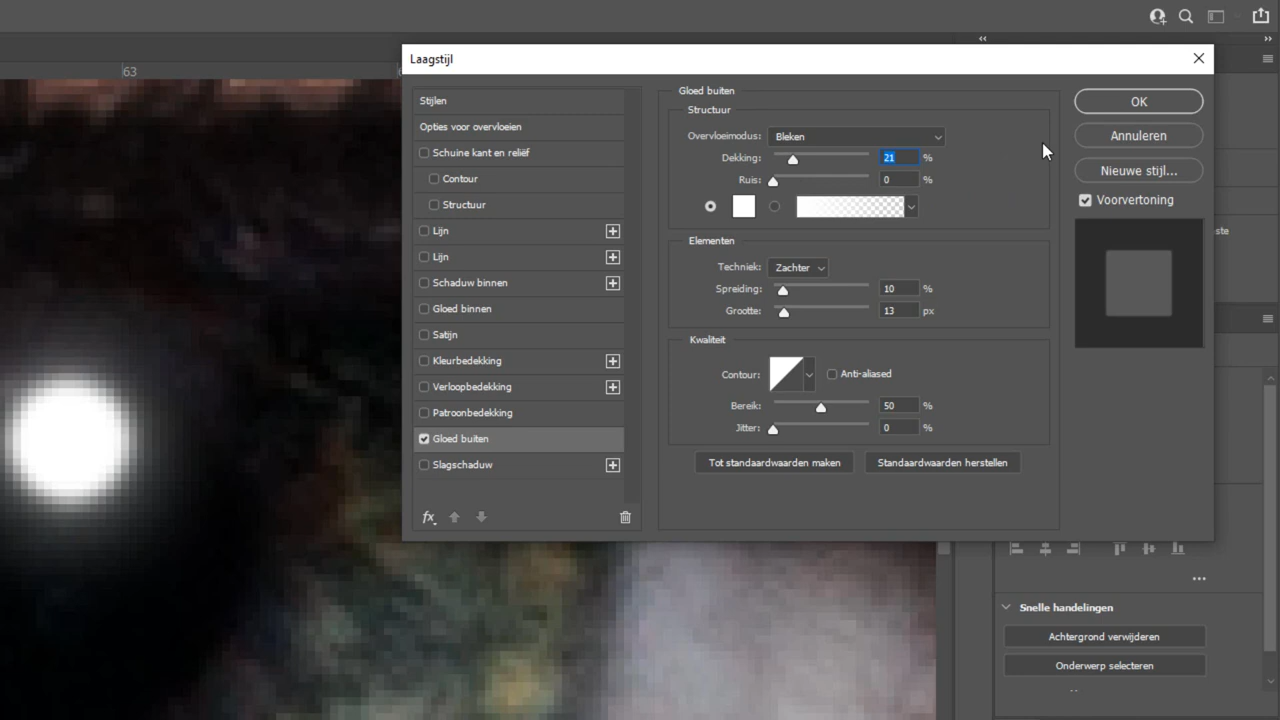 63
Laagstijl
Stijlen
Opties voor overvloeien
Schuine kant en reliëf
Contour
Structuur
Lijn
Lijn
Schaduw binnen
Gloed binnen
Satijn
Kleurbedekking
Verloopbedekking
Patroonbedekking
Gloed buiten
Slagschaduw
fx
Gloed buiten
Structuur
Overvloeimodus: Bleken
Dekking: 21 %
Ruis: 0 %
Elementen
Techniek: Zachter
Spreiding: 10 %
Grootte: 13 px
Kwaliteit
Contour: Anti-aliased
Bereik: 50 %
Jitter: 0 %
Tot standaardwaarden maken Standaardwaarden herstellen
OK
Annuleren
Nieuwe stijl...
Voorvertoning
ste
Snelle handelingen
Achtergrond verwijderen
Onderwerp selecteren